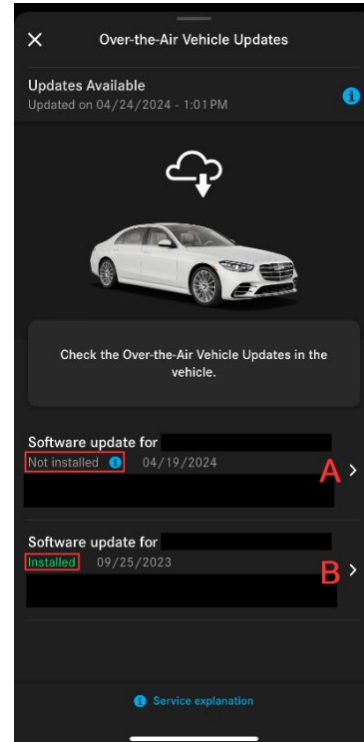 Over-the-Air Vehicle Updates
Updates Available
Updated on 04/24/2024 - 1:01 PM
Check the Over-the-Air Vehicle Updates in the
vehicle.
Software update for
Not installed 04/19/2024
A
Software update for
Installed 09/25/2023
B
Service explanation